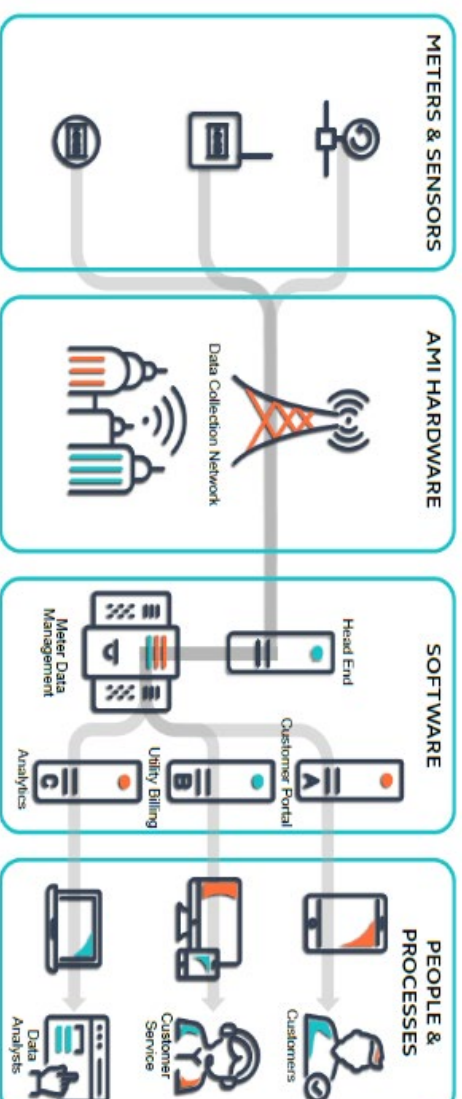 METERS & SENSORS
AMI HARDWARE
Data Collection Network
SOFTWARE
Head End
Meter Data
Management
Customer Portal
A
Utility Billing
B
Analytics
C
PEOPLE &
PROCESSES
Customers
Customer
Service
Data
Analysts